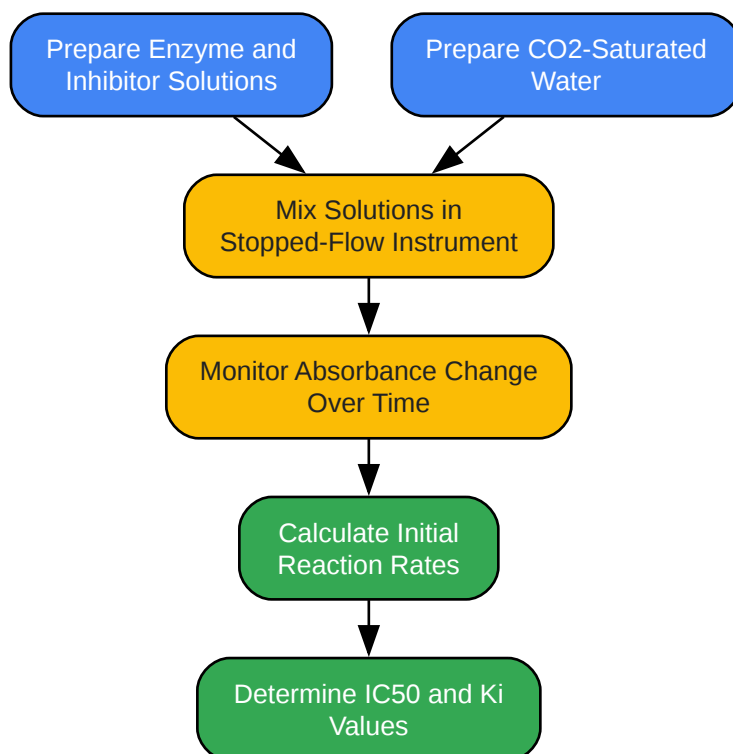 Prepare Enzyme and
Inhibitor Solutions
Prepare CO2-Saturated
Water
Mix Solutions in
Stopped-Flow Instrument
Monitor Absorbance Change
Over Time
Calculate Initial
Reaction Rates
Determine IC50 and Ki
Values